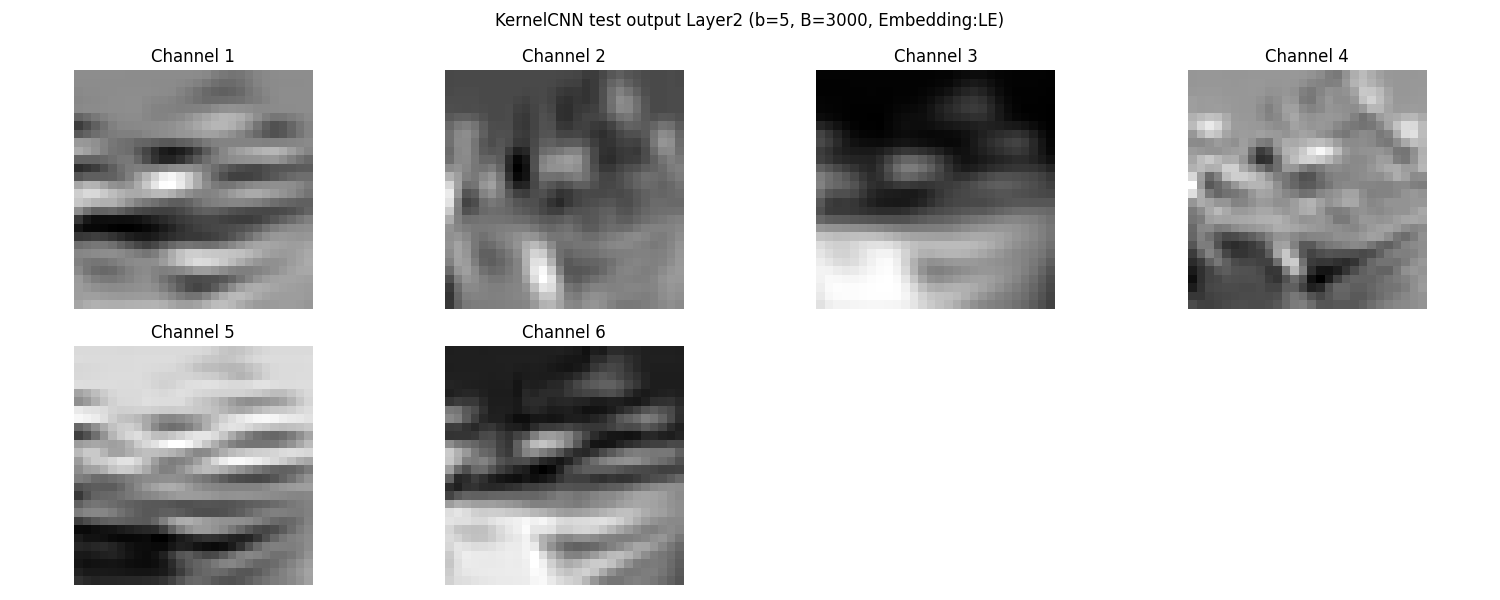 KernelCNN test output Layer2 (b=5, B=3000, Embedding:LE)
Channel 1
Channel 2
Channel 3
Channel 4
Channel 5
Channel 6